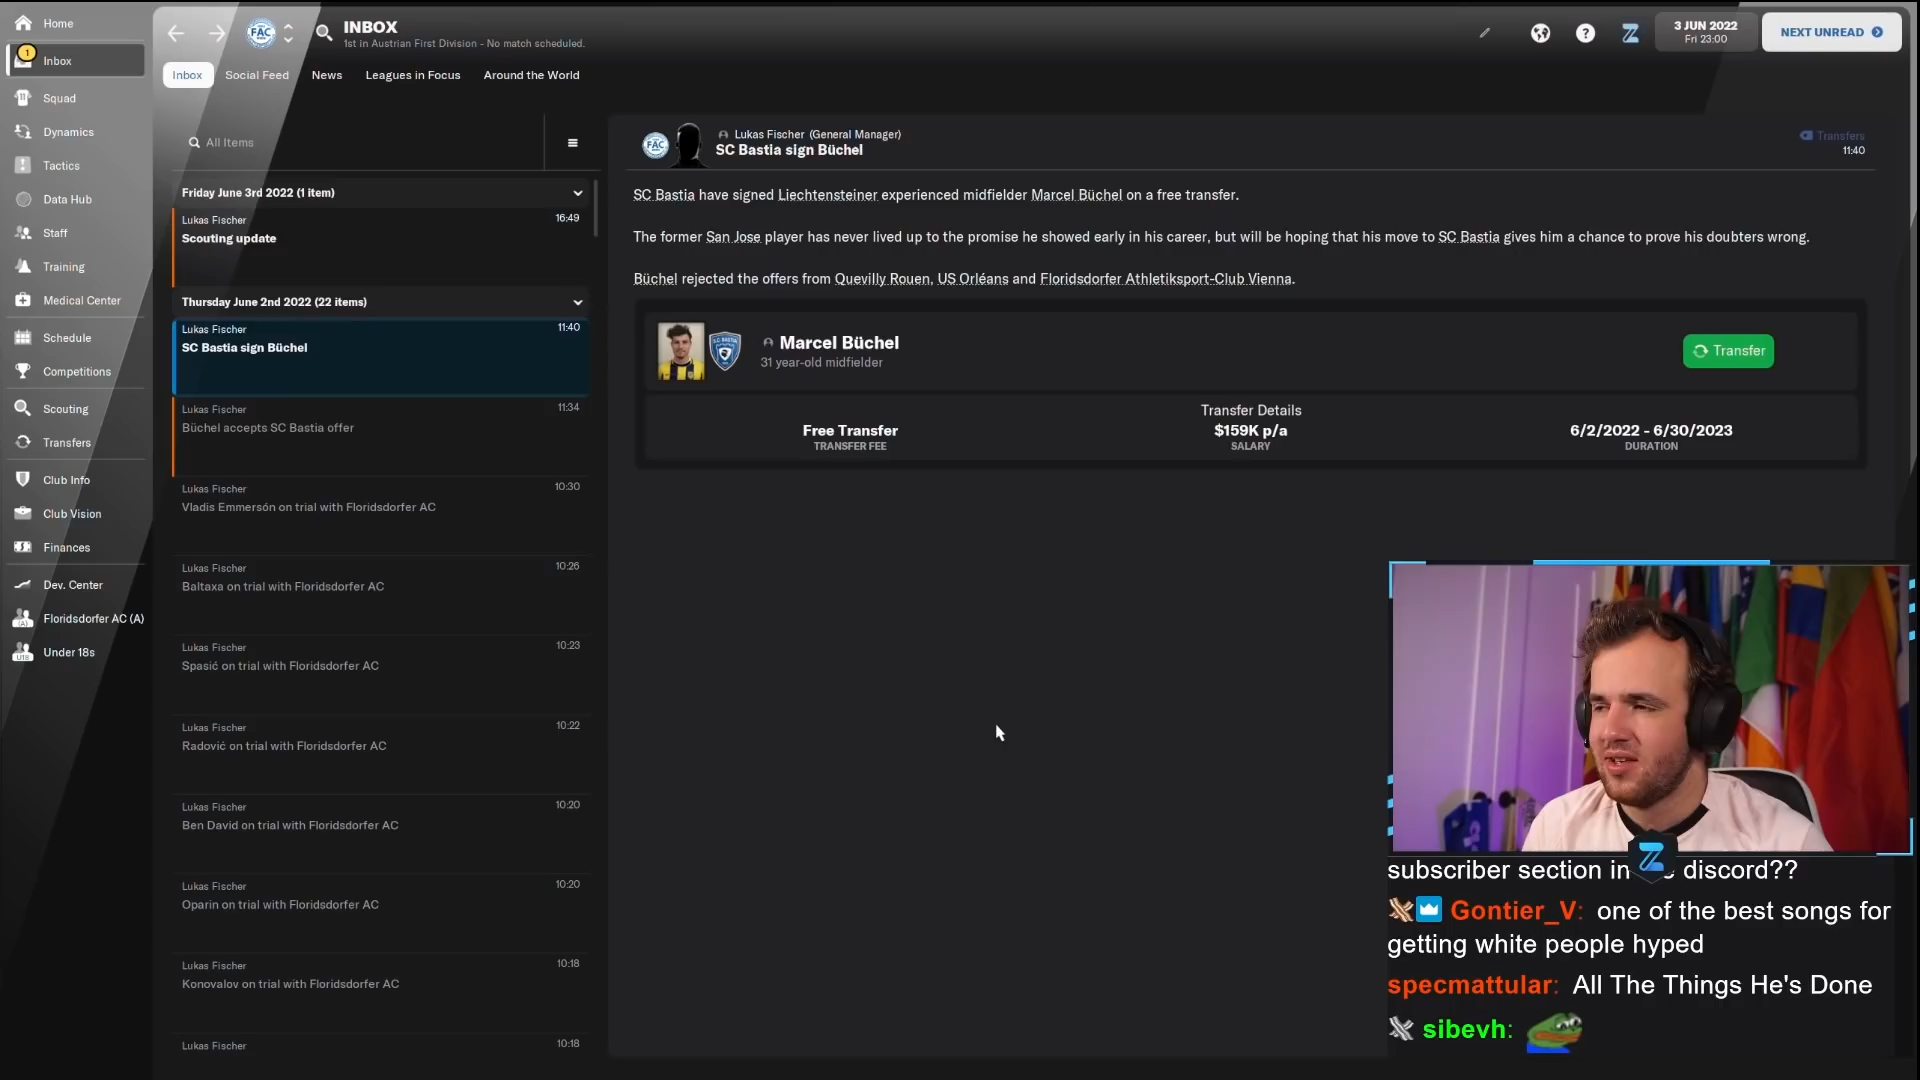 Home
1
Inbox
Squad
Dynamics
Tactics
Data Hub
Staff
Training
Medical Center
Schedule
Competitions
Scouting
Transfers
Club Info
Club Vision
Finances
Dev. Center
Floridsdorfer AC (A)
Under 18s
FAC
INBOX
1st in Austrian First Division - No match scheduled.
3 JUN 2022
Fri 23:00
NEXT UNREAD
Inbox
Social Feed
News
Leagues in Focus
Around the World
All Items
Friday June 3rd 2022 (1 item)
Lukas Fischer
16:49
Scouting update
Thursday June 2nd 2022 (22 items)
Lukas Fischer
11:40
SC Bastia sign Büchel
Lukas Fischer
11:34
Büchel accepts SC Bastia offer
Lukas Fischer
10:30
Vladis Emmersón on trial with Floridsdorfer AC
Lukas Fischer
10:26
Baltaxa on trial with Floridsdorfer AC
Lukas Fischer
10:23
Spasić on trial with Floridsdorfer AC
Lukas Fischer
10:22
Radović on trial with Floridsdorfer AC
Lukas Fischer
10:20
Ben David on trial with Floridsdorfer AC
Lukas Fischer
10:20
Oparin on trial with Floridsdorfer AC
Lukas Fischer
10:18
Konovalov on trial with Floridsdorfer AC
Lukas Fischer
10:18
FAC
Lukas Fischer (General Manager)
SC Bastia sign Büchel
Transfers
11:40
SC Bastia have signed Liechtensteiner experienced midfielder Marcel Büchel on a free transfer.
The former San Jose player has never lived up to the promise he showed early in his career, but will be hoping that his move to SC Bastia gives him a chance to prove his doubters wrong.
Büchel rejected the offers from Quevilly Rouen, US Orléans and Floridsdorfer Athletiksport-Club Vienna.
Marcel Büchel
31 year-old midfielder
Transfer
Transfer Details
Free Transfer
TRANSFER FEE
$159K p/a
SALARY
6/2/2022 - 6/30/2023
DURATION
subscriber section in discord??
Gontier_V: one of the best songs for
getting white people hyped
specmattular: All The Things He's Done
sibevh: